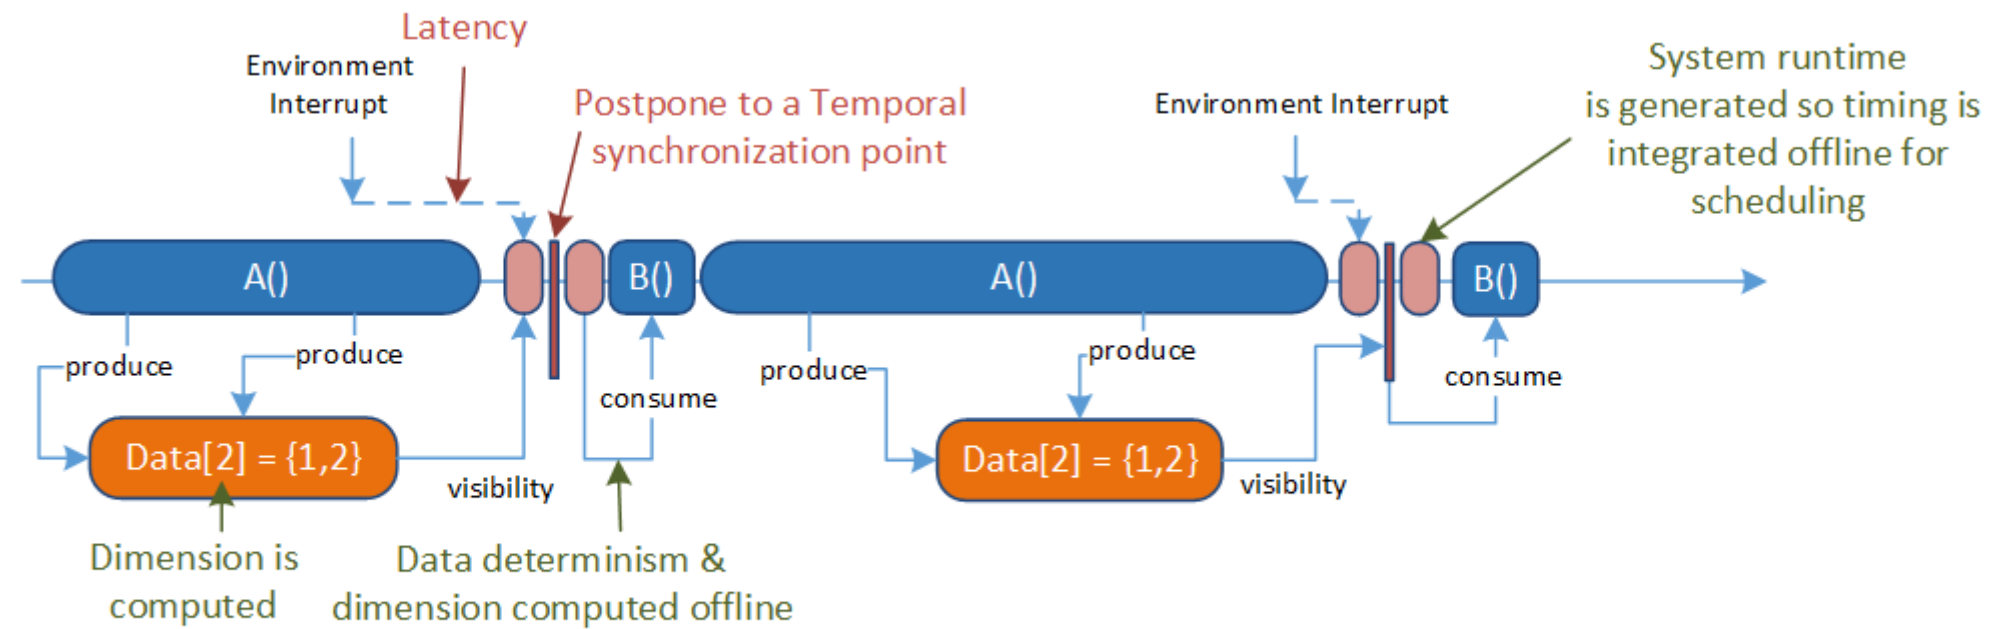 Latency
Environment
Interrupt
Postpone to a Temporal
synchronization point
Environment Interrupt
System runtime
is generated so timing is
integrated offline for
scheduling
A()
B()
A()
B()
produce
produce
consume
produce
produce
consume
Data[2] = {1,2}
visibility
Data[2] = {1,2}
visibility
Dimension is
computed
Data determinism &
dimension computed offline